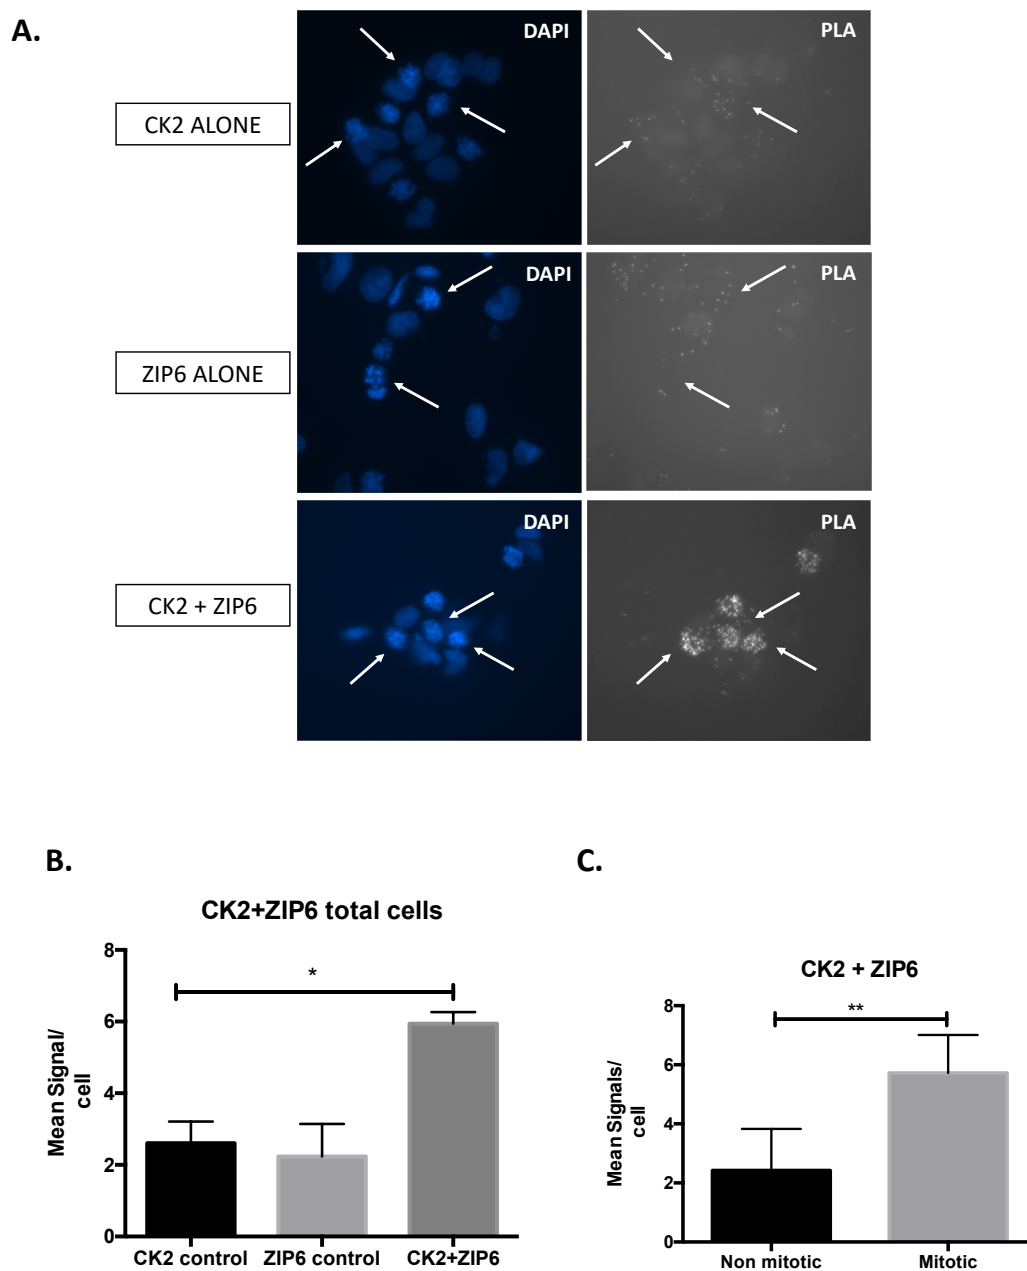 A.
DAPI
PLA
CK2 ALONE
DAPI
PLA
ZIP6 ALONE
DAPI
PLA
CK2 + ZIP6
B.
CK2+ZIP6 total cells
8
6
4
2
0
Mean Signal/
cell
*
CK2 control
ZIP6 control
CK2+ZIP6
C.
CK2 + ZIP6
8
6
4
2
0
Mean Signals/
cell
**
Non mitotic
Mitotic